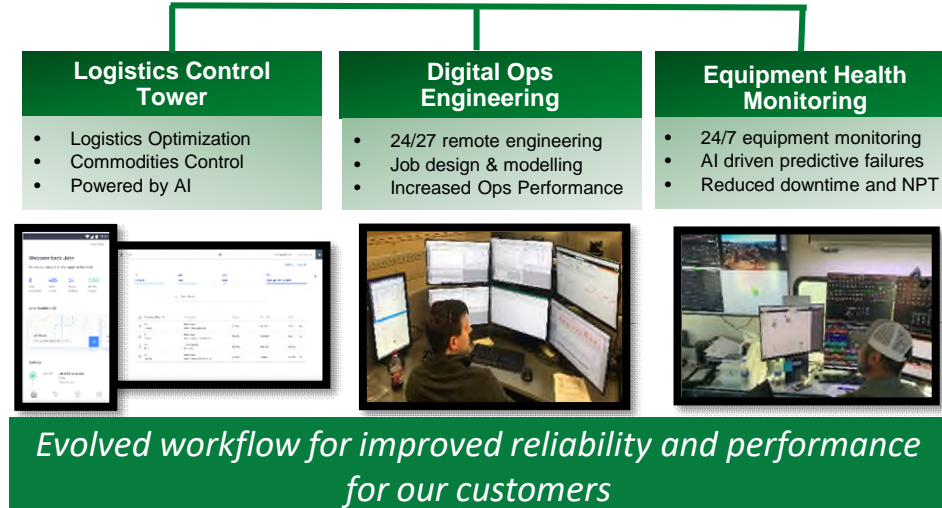 Logistics Control
Tower
• Logistics Optimization
• Commodities Control
• Powered by AI
Digital Ops
Engineering
• 24/27 remote engineering
• Job design & modelling
• Increased Ops Performance
Equipment Health
Monitoring
• 24/7 equipment monitoring
• AI driven predictive failures
• Reduced downtime and NPT
Welcome back John
Evolved workflow for improved reliability and performance
for our customers